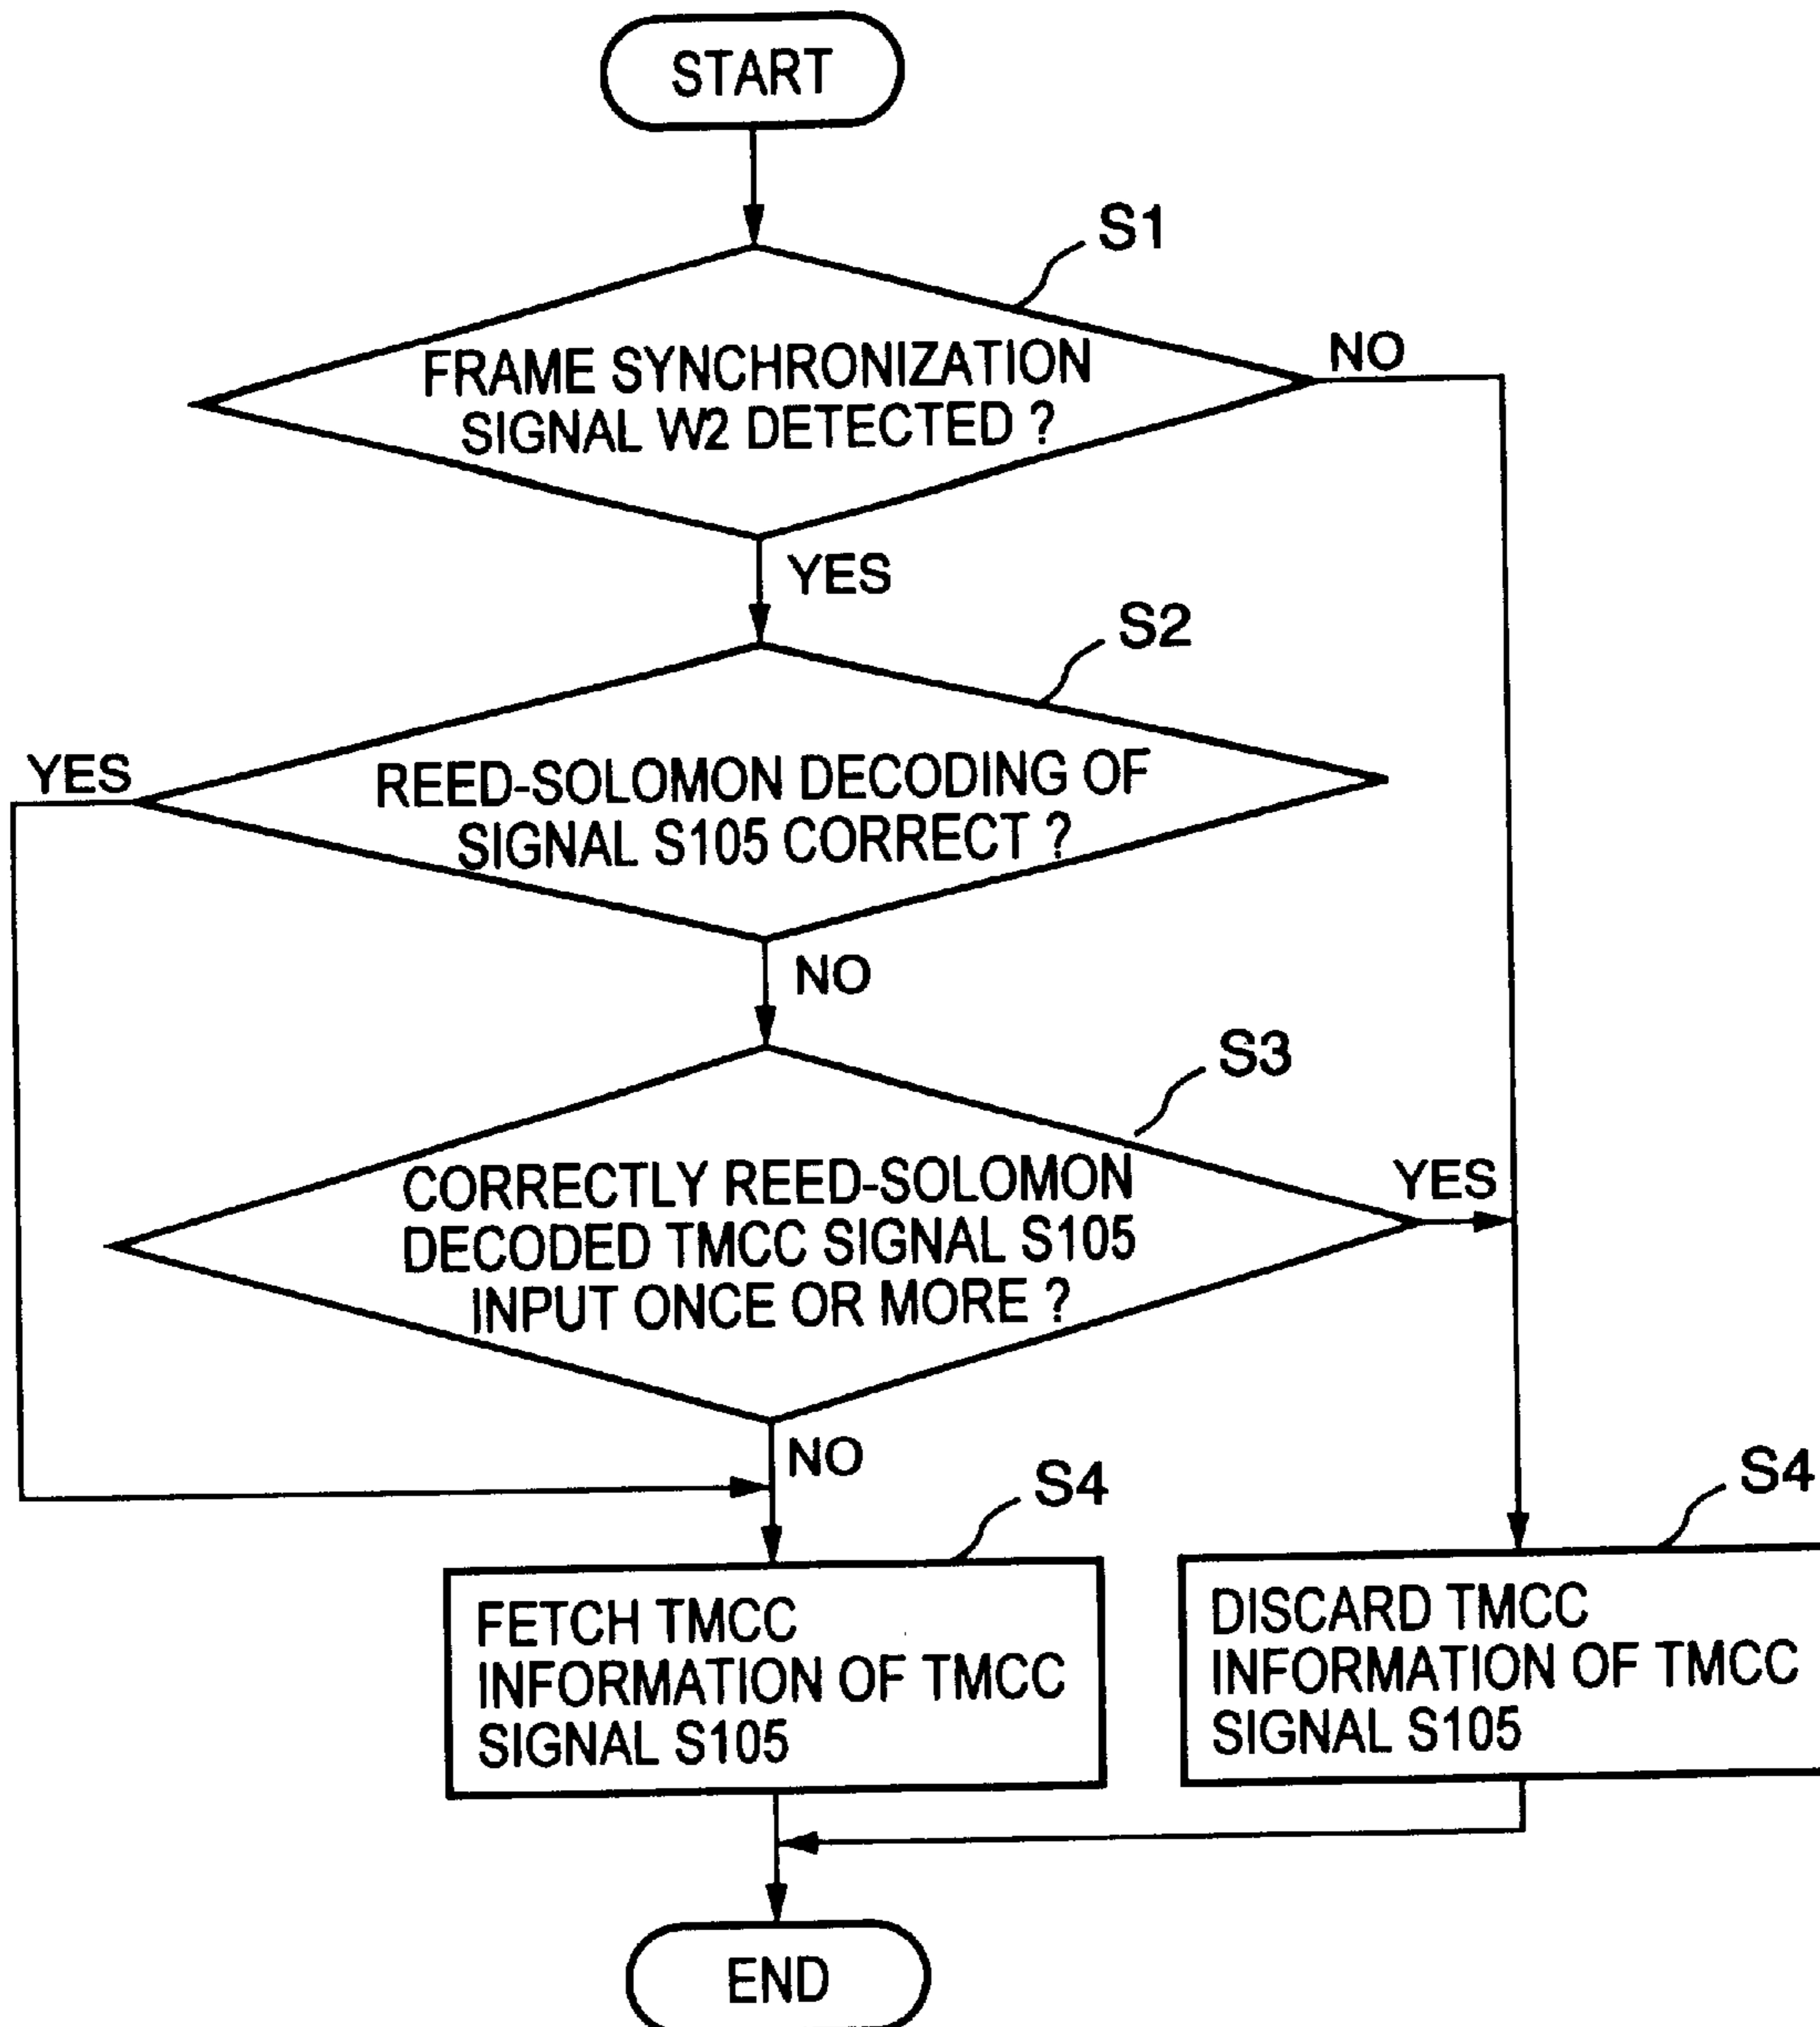 START
S1
FRAME SYNCHRONIZATION
SIGNAL W2 DETECTED ?
NO
YES
S2
YES
REED-SOLOMON DECODING OF
SIGNAL S105 CORRECT ?
NO
S3
CORRECTLY REED-SOLOMON
DECODED TMCC SIGNAL S105
INPUT ONCE OR MORE ?
YES
NO
S4
FETCH TMCC
INFORMATION OF TMCC
SIGNAL S105
S4
DISCARD TMCC
INFORMATION OF TMCC
SIGNAL S105
END